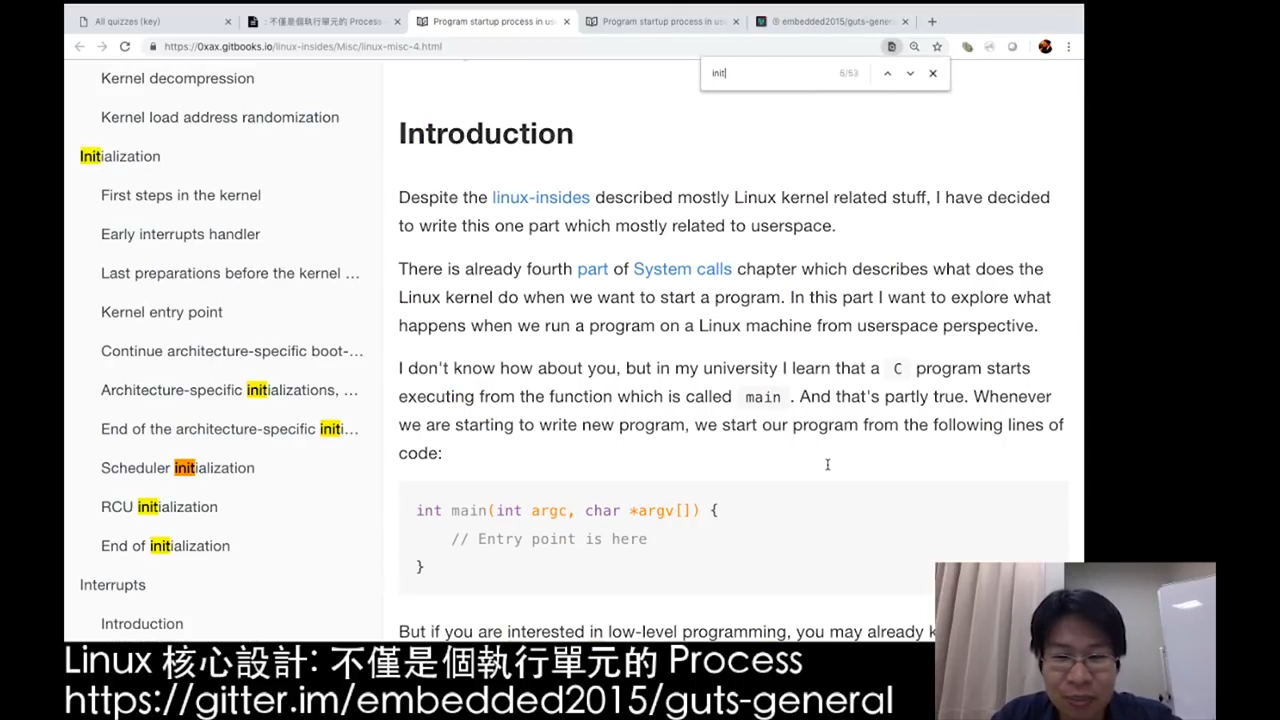 All quizzes (key)
: 不僅是個執行單元的 Process
Program startup process in us
Program startup process in us
embedded2015/guts-genera
https://0xax.gitbooks.io/linux-insides/Misc/linux-misc-4.html
init
Kernel decompression
Kernel load address randomization
Initialization
First steps in the kernel
Early interrupts handler
Last preparations before the kernel ...
Kernel entry point
Continue architecture-specific boot-...
Architecture-specific initializations, ...
End of the architecture-specific initi...
Scheduler initialization
RCU initialization
End of initialization
Interrupts
Introduction
Introduction
Despite the linux-insides described mostly Linux kernel related stuff, I have decided
to write this one part which mostly related to userspace.
There is already fourth part of System calls chapter which describes what does the
Linux kernel do when we want to start a program. In this part I want to explore what
happens when we run a program on a Linux machine from userspace perspective.
I don't know how about you, but in my university I learn that a C program starts
executing from the function which is called main . And that's partly true. Whenever
we are starting to write new program, we start our program from the following lines of
code:
int main(int argc, char *argv[]) {
// Entry point is here
}
But if you are interested in low-level programming, you may already k
Linux 核心設計: 不僅是個執行單元的 Process
https://gitter.im/embedded2015/guts-general